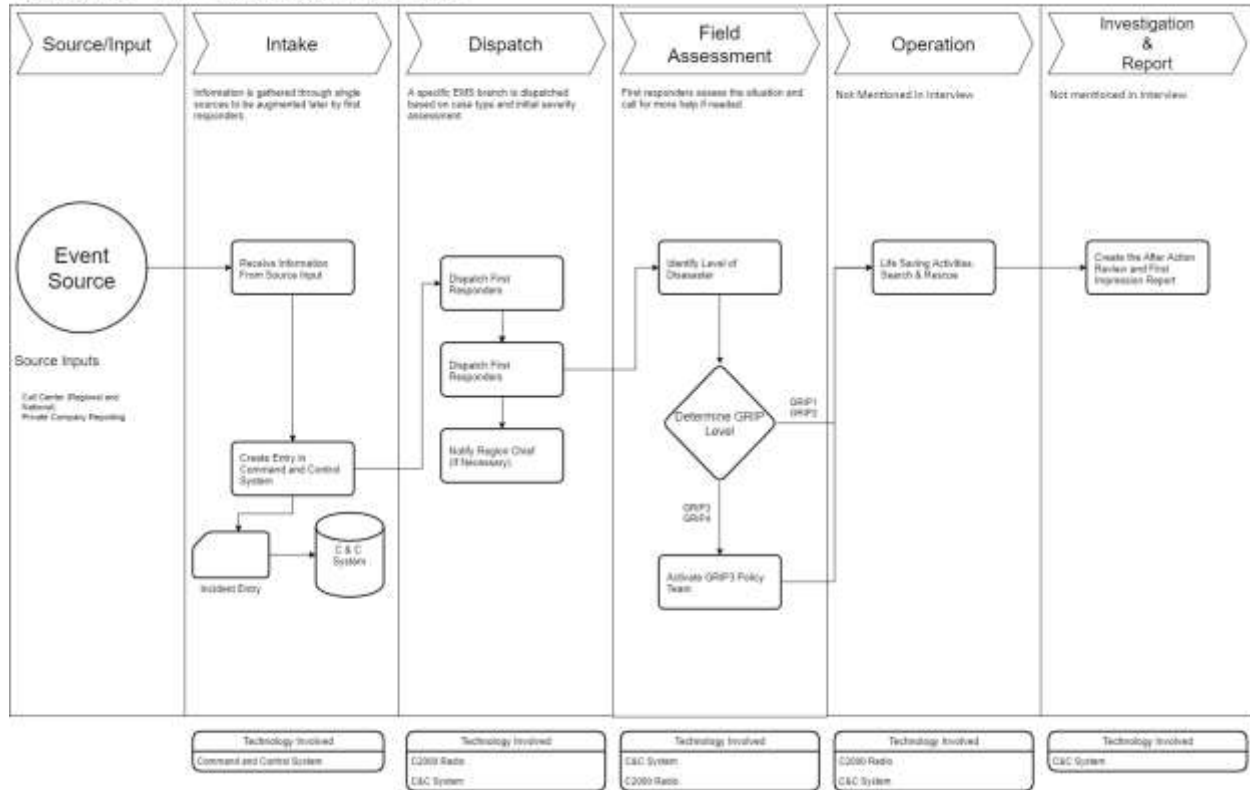 Source/Input
Intake
Dispatch
Field
Assessment
Operation
Investigation
&
Report
Information is gathered through single
sources to be augmented later by first
responders
A specific EMS branch is dispatched
based on case type and initial severity
assessment
First responders assess the situation and
call for more help if needed
Not Mentioned in Interview
Not mentioned in Interview
Event
Source
Source Inputs
Call Center (Regional and
National)
Private Company Reporting
Receive Information
From Source Input
Create Entry in
Command and Control
System
Incident Entry
C & C
System
Dispatch First
Responders
Dispatch First
Responders
Notify Region Chief
(If Necessary)
Identify Level of
Disasester
Determine GRIP
Level
GRIP1
GRIP2
GRIP3
GRIP4
Activate GRIP3 Policy
Team
Life Saving Activities
Search & Rescue
Create the After Action
Review and First
Impression Report
Technology Involved
Command and Control System
Technology Involved
C2000 Radio
C&C System
Technology Involved
C&C System
C2000 Radio
Technology Involved
C2000 Radio
C&C System
Technology Involved
C&C System